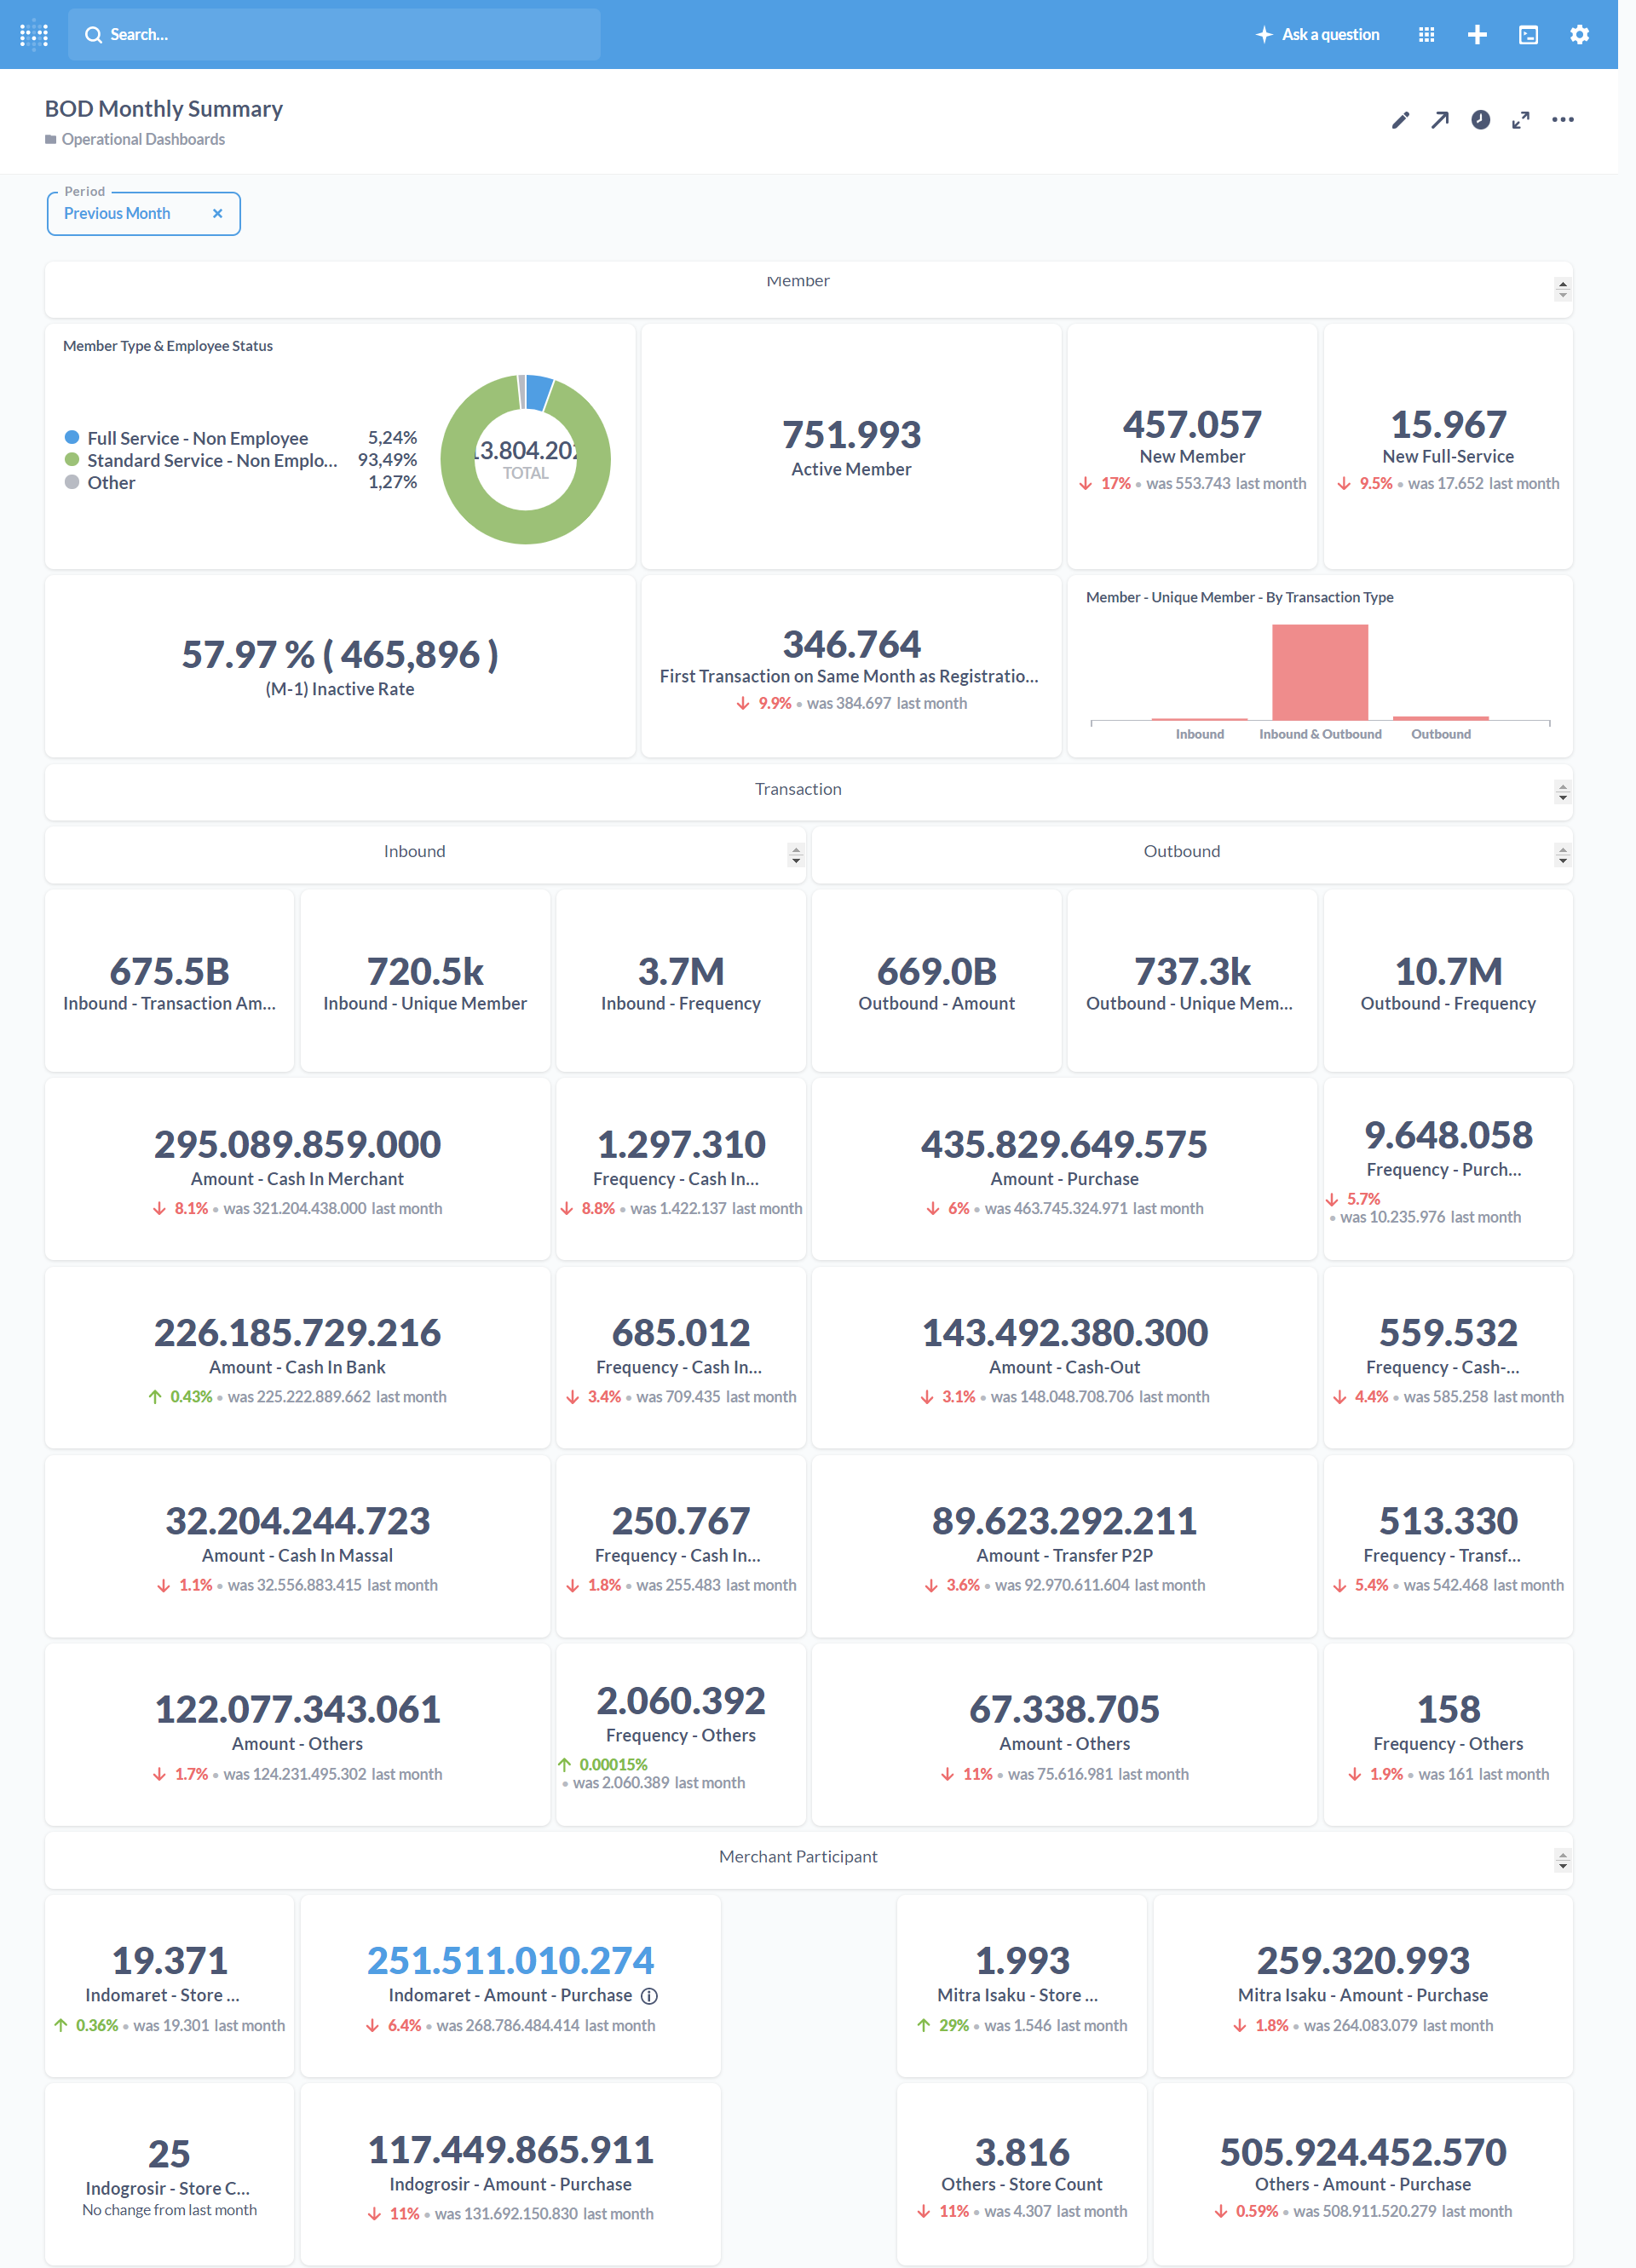 Search...
Ask a question
BOD Monthly Summary
Operational Dashboards
Period
Previous Month
Member
Member Type & Employee Status
Full Service - Non Employee 5,24%
Standard Service - Non Emplo... 93,49%
Other 1,27%
3.804.20
TOTAL
751.993
Active Member
457.057
New Member
17% • was 553.743 last month
15.967
New Full-Service
9.5% • was 17.652 last month
57.97 % ( 465,896 )
(M-1) Inactive Rate
346.764
First Transaction on Same Month as Registratio...
9.9% • was 384.697 last month
Member - Unique Member - By Transaction Type
Inbound Inbound & Outbound Outbound
Transaction
Inbound
Outbound
675.5B
Inbound - Transaction Am...
720.5k
Inbound - Unique Member
3.7M
Inbound - Frequency
669.0B
Outbound - Amount
737.3k
Outbound - Unique Mem...
10.7M
Outbound - Frequency
295.089.859.000
Amount - Cash In Merchant
8.1% • was 321.204.438.000 last month
1.297.310
Frequency - Cash In...
8.8% • was 1.422.137 last month
435.829.649.575
Amount - Purchase
6% • was 463.745.324.971 last month
9.648.058
Frequency - Purch...
5.7%
• was 10.235.976 last month
226.185.729.216
Amount - Cash In Bank
0.43% • was 225.222.889.662 last month
685.012
Frequency - Cash In...
3.4% • was 709.435 last month
143.492.380.300
Amount - Cash-Out
3.1% • was 148.048.708.706 last month
559.532
Frequency - Cash-...
4.4% • was 585.258 last month
32.204.244.723
Amount - Cash In Massal
1.1% • was 32.556.883.415 last month
250.767
Frequency - Cash In...
1.8% • was 255.483 last month
89.623.292.211
Amount - Transfer P2P
3.6% • was 92.970.611.604 last month
513.330
Frequency - Transf...
5.4% • was 542.468 last month
122.077.343.061
Amount - Others
1.7% • was 124.231.495.302 last month
2.060.392
Frequency - Others
0.00015%
• was 2.060.389 last month
67.338.705
Amount - Others
11% • was 75.616.981 last month
158
Frequency - Others
1.9% • was 161 last month
Merchant Participant
19.371
Indomaret - Store ...
0.36% • was 19.301 last month
251.511.010.274
Indomaret - Amount - Purchase
6.4% • was 268.786.484.414 last month
1.993
Mitra Isaku - Store ...
29% • was 1.546 last month
259.320.993
Mitra Isaku - Amount - Purchase
1.8% • was 264.083.079 last month
25
Indogrosir - Store C...
No change from last month
117.449.865.911
Indogrosir - Amount - Purchase
11% • was 131.692.150.830 last month
3.816
Others - Store Count
11% • was 4.307 last month
505.924.452.570
Others - Amount - Purchase
0.59% • was 508.911.520.279 last month